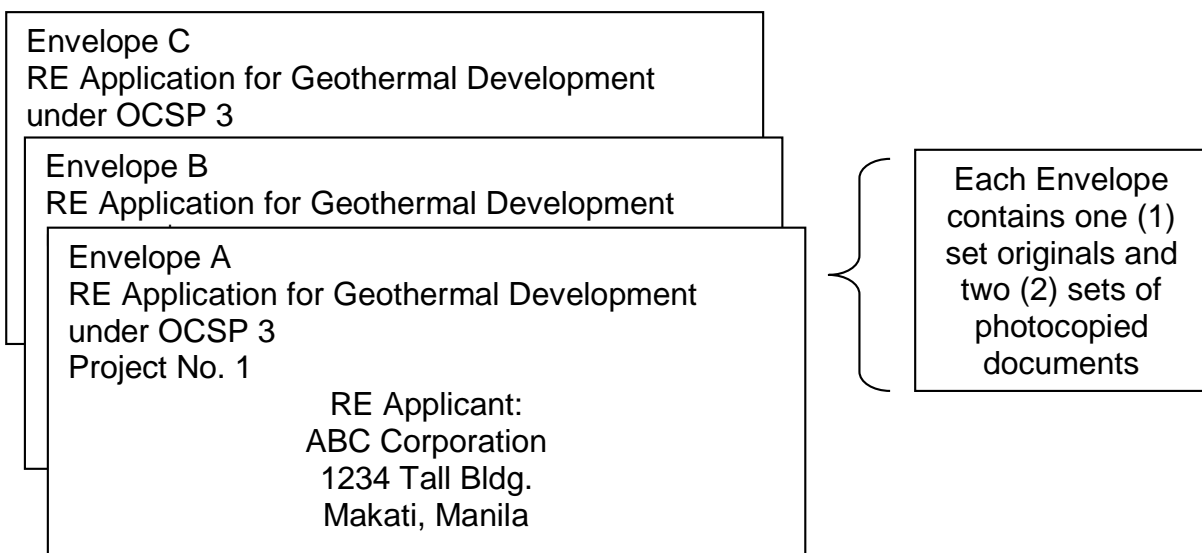 Envelope C
RE Application for Geothermal Development
under OCSP 3
Envelope B
RE Application for Geothermal Development
Envelope A
RE Application for Geothermal Development
under OCSP 3
Project No. 1
RE Applicant:
ABC Corporation
1234 Tall Bldg.
Makati, Manila
Each Envelope
contains one (1)
set originals and
two (2) sets of
photocopied
documents